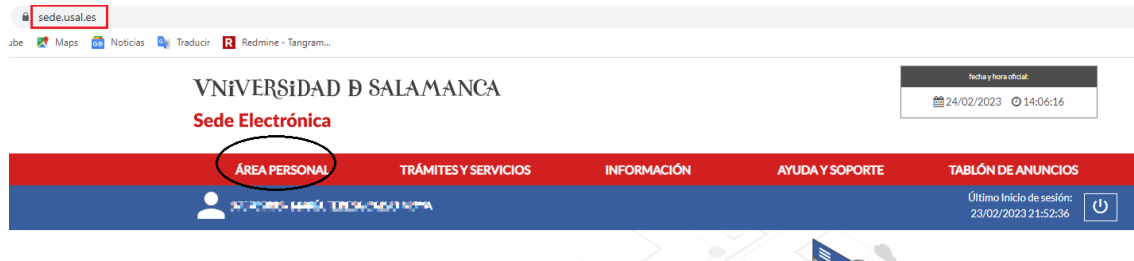 sede.usal.es
ube Maps Noticias Traducir R Redmine - Tangram...
VNiVERSiDAD Ð SALAMANCA
Sede Electrónica
fecha y hora oficial:
24/02/2023 14:06:16
ÁREA PERSONAL TRÁMITES Y SERVICIOS INFORMACIÓN AYUDA Y SOPORTE TABLÓN DE ANUNCIOS
Último Inicio de sesión:
23/02/2023 21:52:36